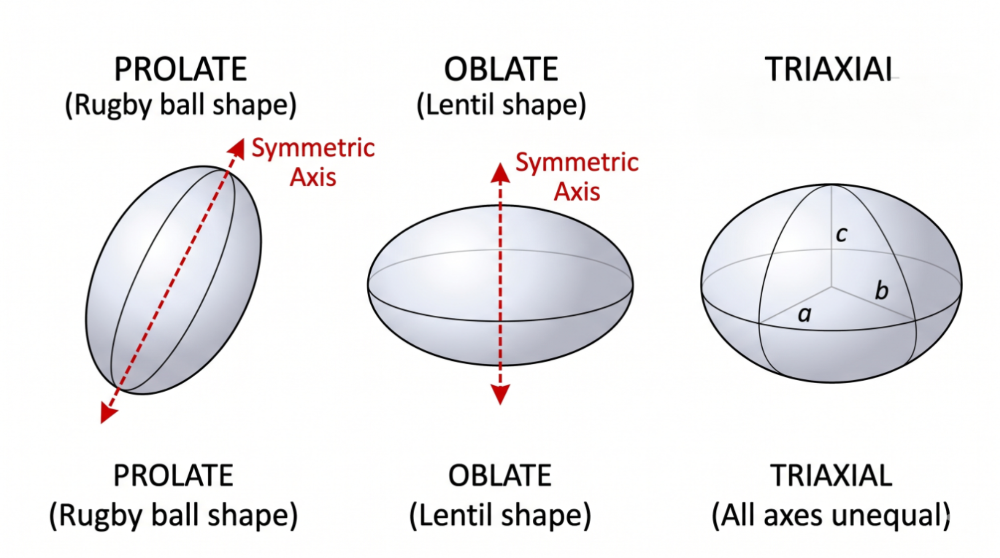 PROLATE
(Rugby ball shape)
OBLATE
(Lentil shape)
TRIAXIAL
Symmetric
Axis
Symmetric
Axis
c
b
a
PROLATE
(Rugby ball shape)
OBLATE
(Lentil shape)
TRIAXIAL
(All axes unequal)